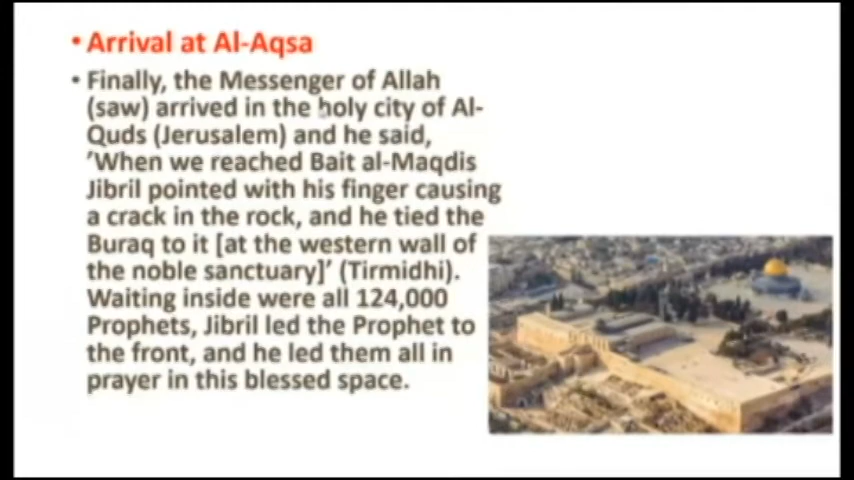 • Arrival at Al-Aqsa
• Finally, the Messenger of Allah
(saw) arrived in the holy city of Al-
Quds (Jerusalem) and he said,
‘When we reached Bait al-Maqdis
Jibril pointed with his finger causing
a crack in the rock, and he tied the
Buraq to it [at the western wall of
the noble sanctuary]’ (Tirmidhi).
Waiting inside were all 124,000
Prophets, Jibril led the Prophet to
the front, and he led them all in
prayer in this blessed space.